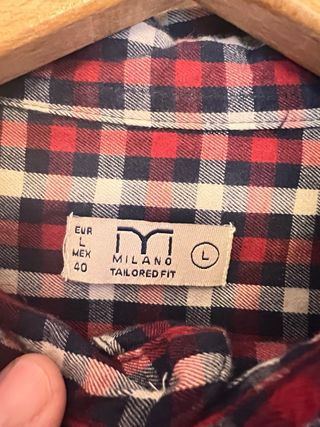 EUR
L
MEX
40
MILANO
TAILORED FIT
L